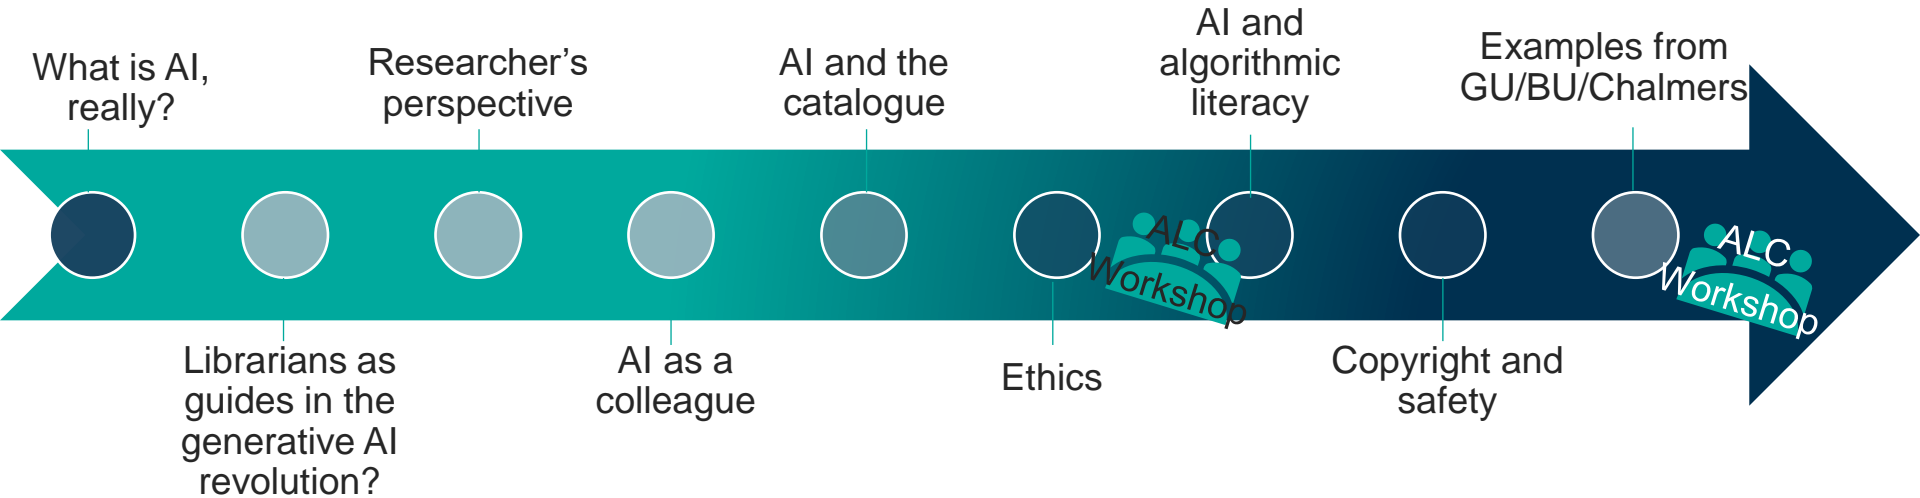 What is AI,
really?
Librarians as
guides in the
generative AI
revolution?
Researcher’s
perspective
AI as a
colleague
AI and the
catalogue
Ethics
ALC
Workshop
AI and
algorithmic
literacy
Copyright and
safety
Examples from
GU/BU/Chalmers
ALC
Workshop